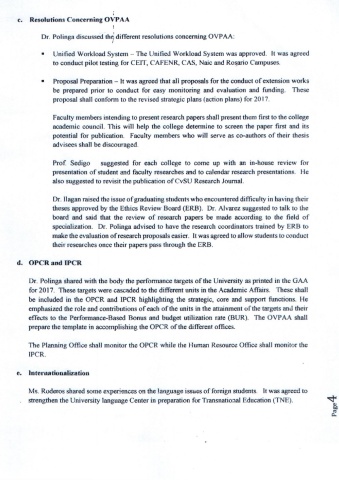 c. Resolutions Concerning OVPAA
Dr. Polinga discussed the different resolutions concerning OVPAA:
▪ Unified Workload System – The Unified Workload System was approved. It was agreed
to conduct pilot testing for CEIT, CAFENR, CAS, Naic and Rosario Campuses.
▪ Proposal Preparation – It was agreed that all proposals for the conduct of extension works
be prepared prior to conduct for easy monitoring and evaluation and funding. These
proposal shall conform to the revised strategic plans (action plans) for 2017.
Faculty members intending to present research papers shall present them first to the college
academic council. This will help the college determine to screen the paper first and its
potential for publication. Faculty members who will serve as co-authors of their thesis
advisees shall be discouraged.
Prof. Sedigo suggested for each college to come up with an in-house review for
presentation of student and faculty researches and to calendar research presentations. He
also suggested to revisit the publication of CvSU Research Journal.
Dr. Ilagan raised the issue of graduating students who encountered difficulty in having their
theses approved by the Ethics Review Board (ERB). Dr. Alvarez suggested to talk to the
board and said that the review of research papers be made according to the field of
specialization. Dr. Polinga advised to have the research coordinators trained by ERB to
make the evaluation of research proposals easier. It was agreed to allow students to conduct
their researches once their papers pass through the ERB.
d. OPCR and IPCR
Dr. Polinga shared with the body the performance targets of the University as printed in the GAA
for 2017. These targets were cascaded to the different units in the Academic Affairs. These shall
be included in the OPCR and IPCR highlighting the strategic, core and support functions. He
emphasized the role and contributions of each of the units in the attainment of the targets and their
effects to the Performance-Based Bonus and budget utilization rate (BUR). The OVPAA shall
prepare the template in accomplishing the OPCR of the different offices.
The Planning Office shall monitor the OPCR while the Human Resource Office shall monitor the
IPCR.
e. Internationalization
Ms. Roderos shared some experiences on the language issues of foreign students. It was agreed to
strengthen the University language Center in preparation for Transnational Education (TNE).
Page 4